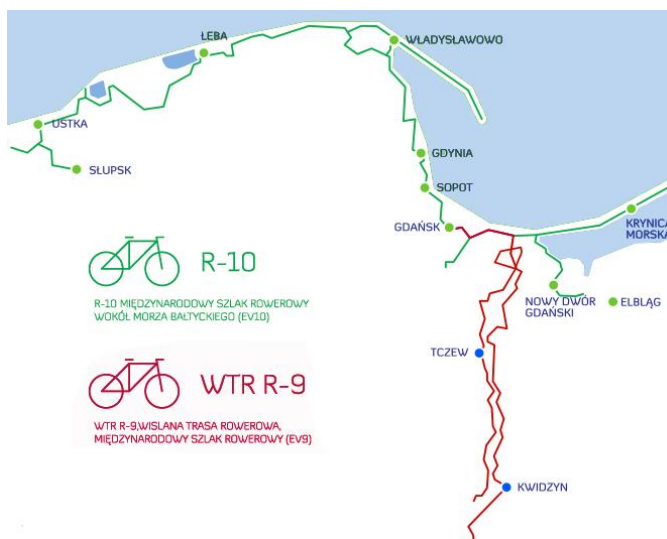 ŁEBA
WŁADYSŁAWOWO
USTKA
SŁUPSK
GDYNIA
SOPOT
GDAŃSK
KRYNICA
MORSKA
NOWY DWÓR
GDAŃSKI
ELBLĄG
R-10
R-10 MIĘDZYNARODOWY SZLAK ROWEROWY
WOKÓŁ MORZA BAŁTYCKIEGO (EV10)
TCZEW
WTR R-9
WTR R-9,WISLANA TRASA ROWEROWA,
MIĘDZYNARODOWY SZLAK ROWEROWY (EV9)
KWIDZYN